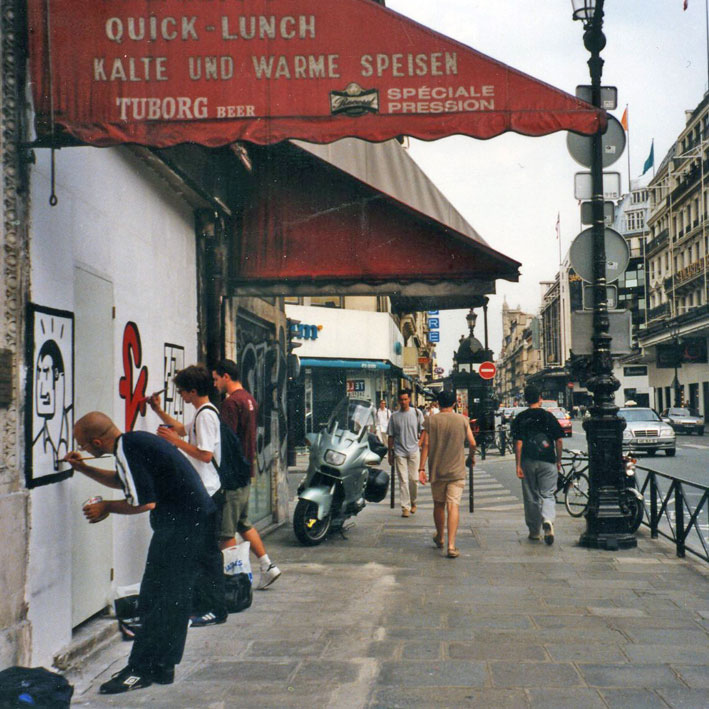 QUICK-LUNCH
KALTE UND WARME SPEISEN
TUBORG BEER
SPÉCIALE
PRESSION